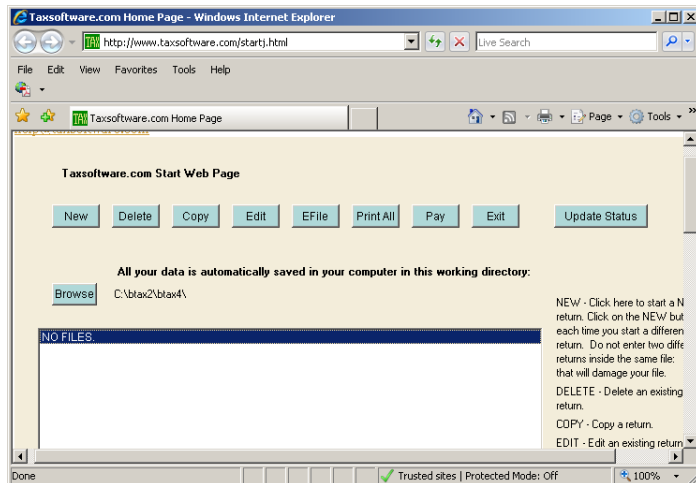 Taxsoftware.com Home Page - Windows Internet Explorer
TAX http://www.taxsoftware.com/startj.html Live Search
File Edit View Favorites Tools Help
TAX Taxsoftware.com Home Page Page Tools »
help@taxsoftware.com
Taxsoftware.com Start Web Page
New Delete Copy Edit EFile Print All Pay Exit Update Status
All your data is automatically saved in your computer in this working directory:
Browse C:\btax2\btax4\
NO FILES.
NEW - Click here to start a N
return. Click on the NEW but
each time you start a differen
return. Do not enter two diffe
returns inside the same file:
that will damage your file.
DELETE - Delete an existing
return.
COPY - Copy a return.
EDIT - Edit an existing return
Done Trusted sites | Protected Mode: Off 100%